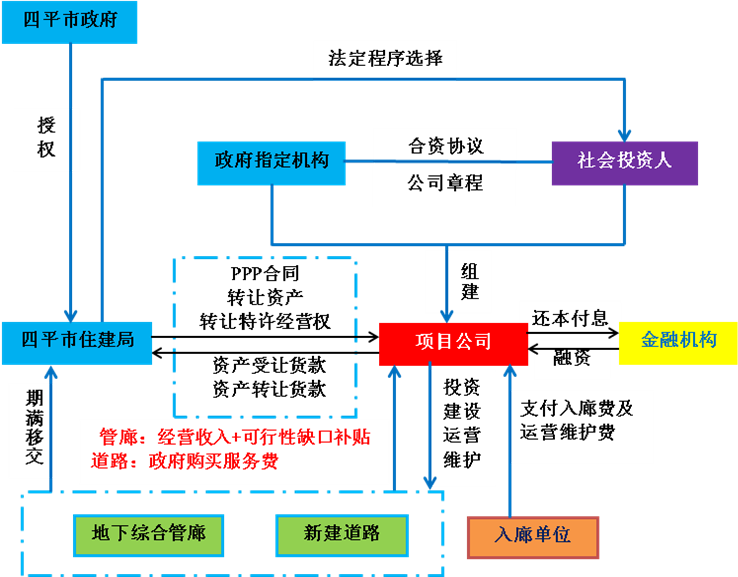 四平市政府
法定程序选择
授
权
政府指定机构
合资协议
公司章程
社会投资人
PPP合同
转让资产
转让特许经营权
组
建
四平市住建局
项目公司
还本付息
融资
金融机构
资产受让货款
资产转让货款
期
满
移
交
投资
建设
运营
维护
支付入廊费及
运营维护费
管廊：经营收入+可行性缺口补贴
道路：政府购买服务费
地下综合管廊
新建道路
入廊单位